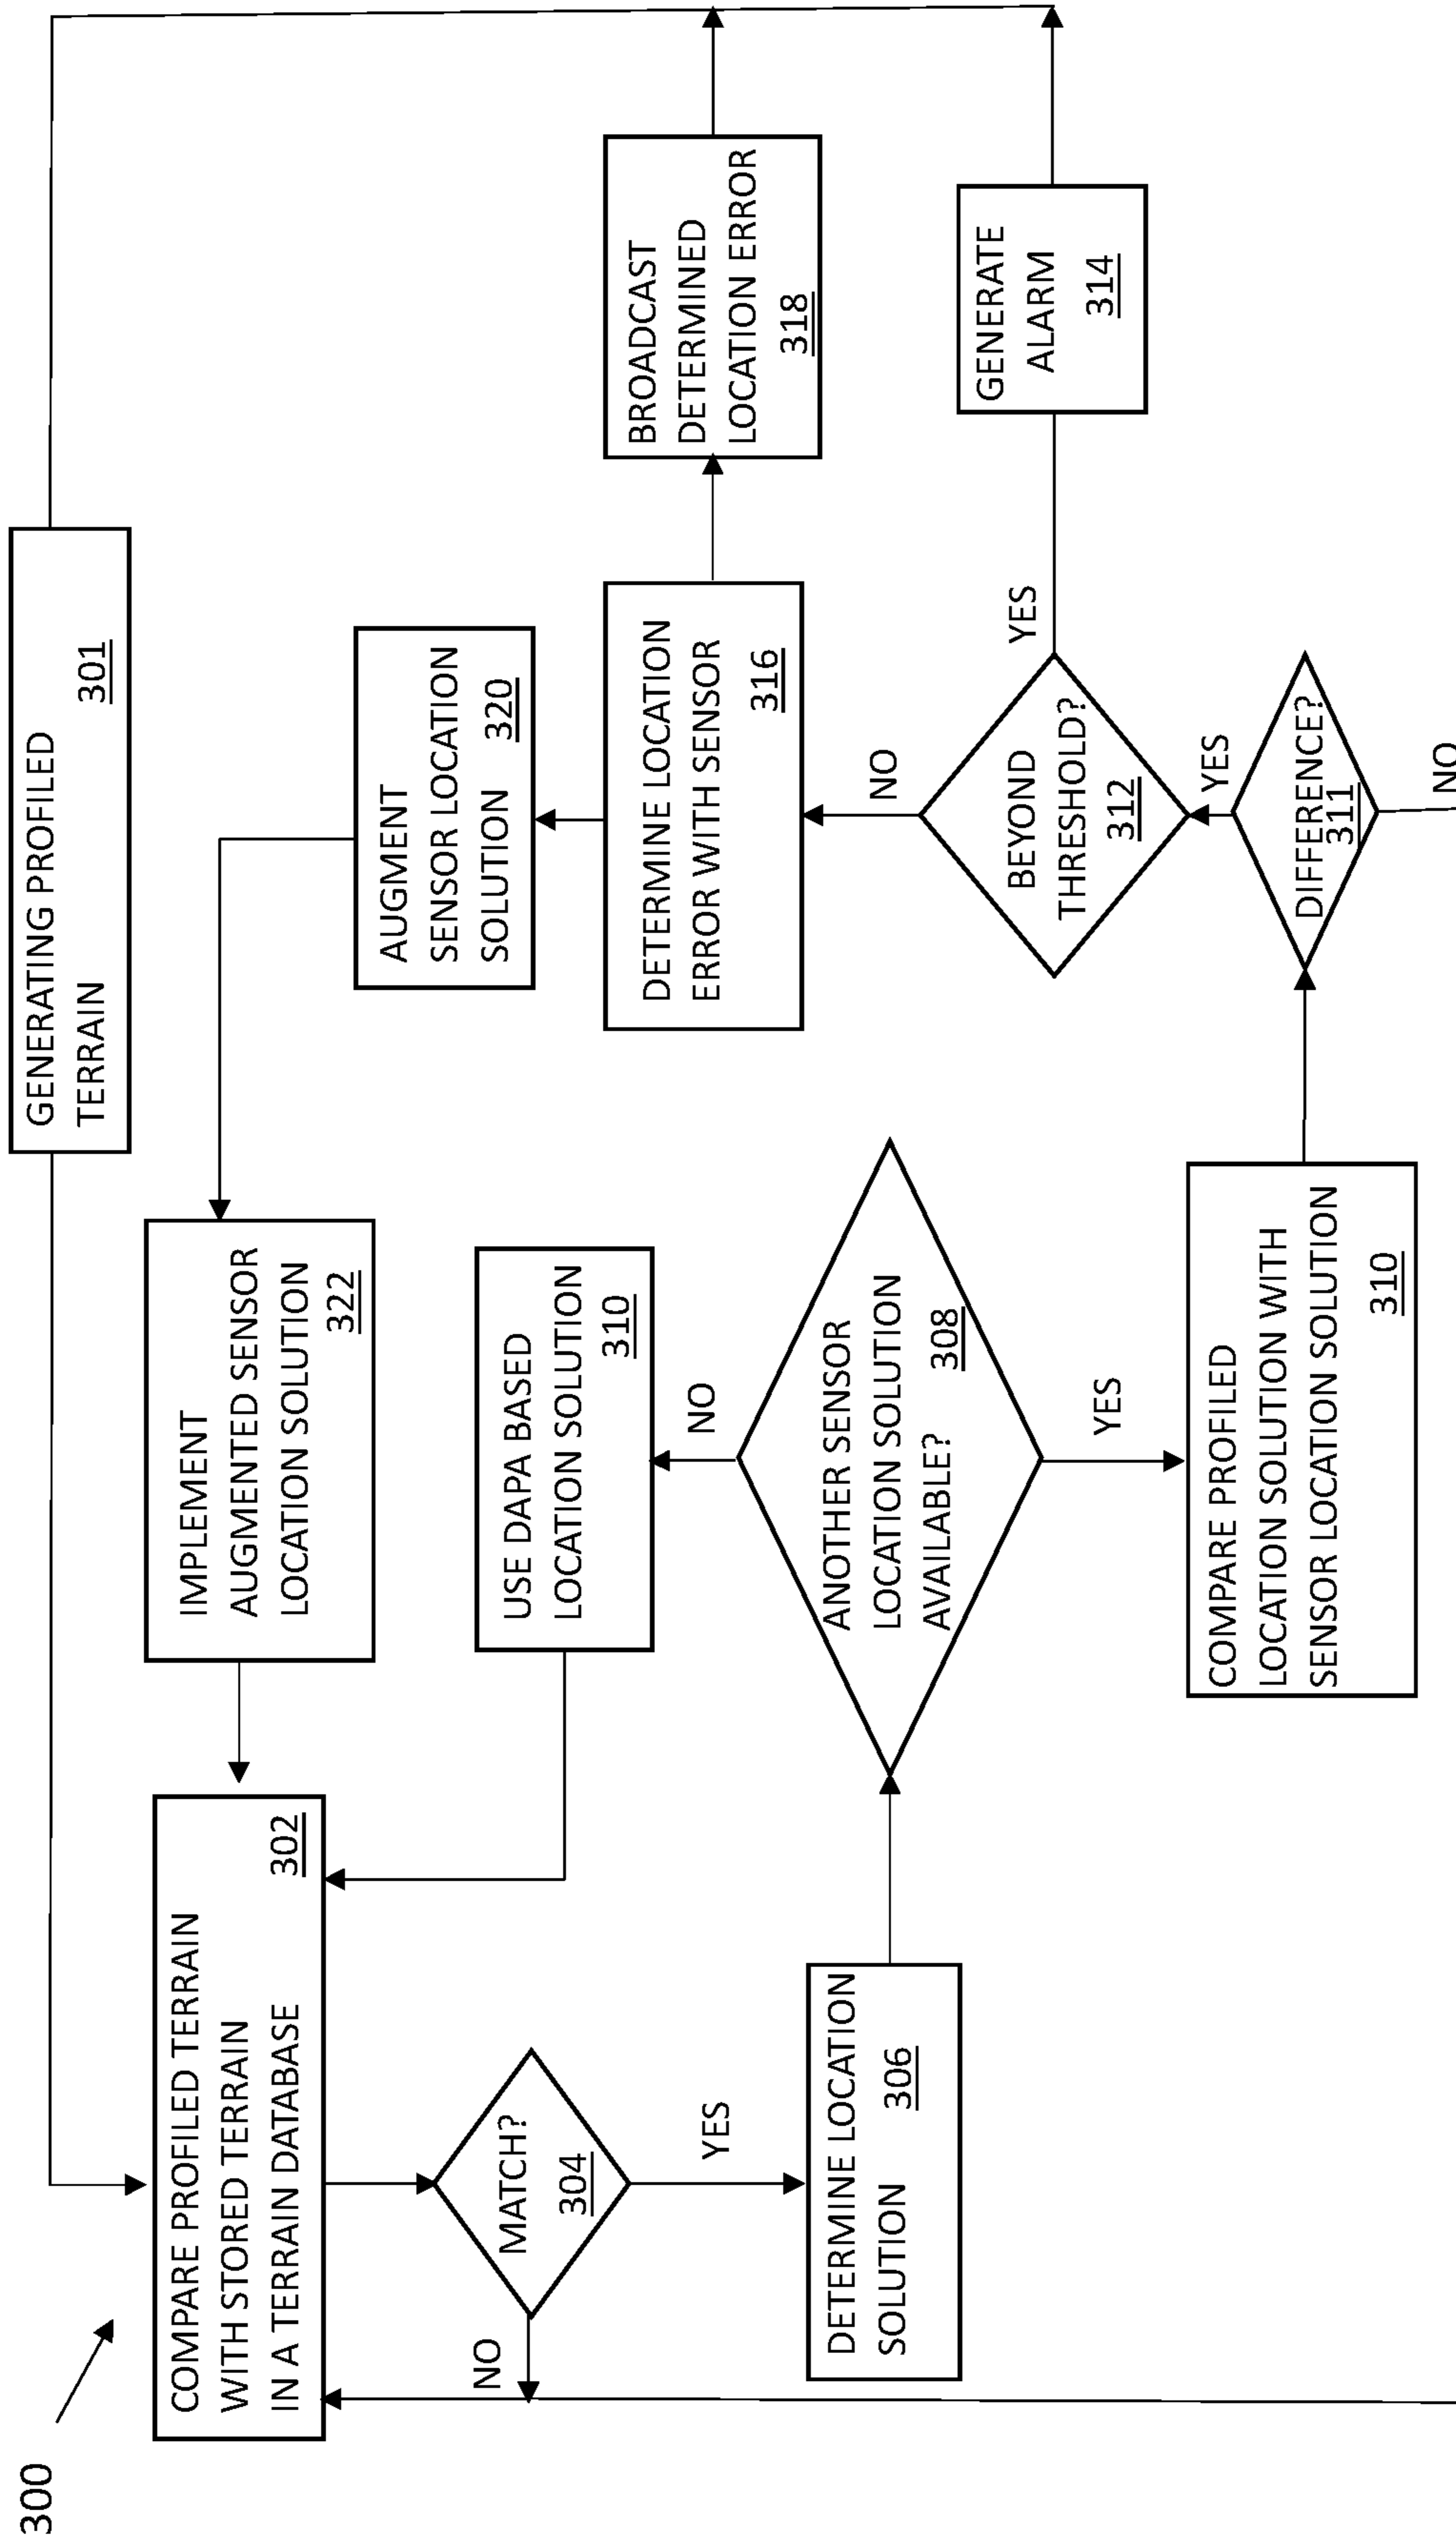 300
GENERATING PROFILED
TERRAIN
301
COMPARE PROFILED TERRAIN
WITH STORED TERRAIN
IN A TERRAIN DATABASE
302
IMPLEMENT
AUGMENTED SENSOR
LOCATION SOLUTION
322
AUGMENT
SENSOR LOCATION
SOLUTION 320
NO
MATCH?
304
YES
USE DAPA BASED
LOCATION SOLUTION
310
NO
DETERMINE LOCATION
ERROR WITH SENSOR
316
BROADCAST
DETERMINED
LOCATION ERROR
318
DETERMINE LOCATION
SOLUTION 306
ANOTHER SENSOR
LOCATION SOLUTION
AVAILABLE? 308
YES
NO
BEYOND
THRESHOLD?
312
YES
GENERATE
ALARM
314
COMPARE PROFILED
LOCATION SOLUTION WITH
SENSOR LOCATION SOLUTION
310
YES
DIFFERENCE?
311
NO